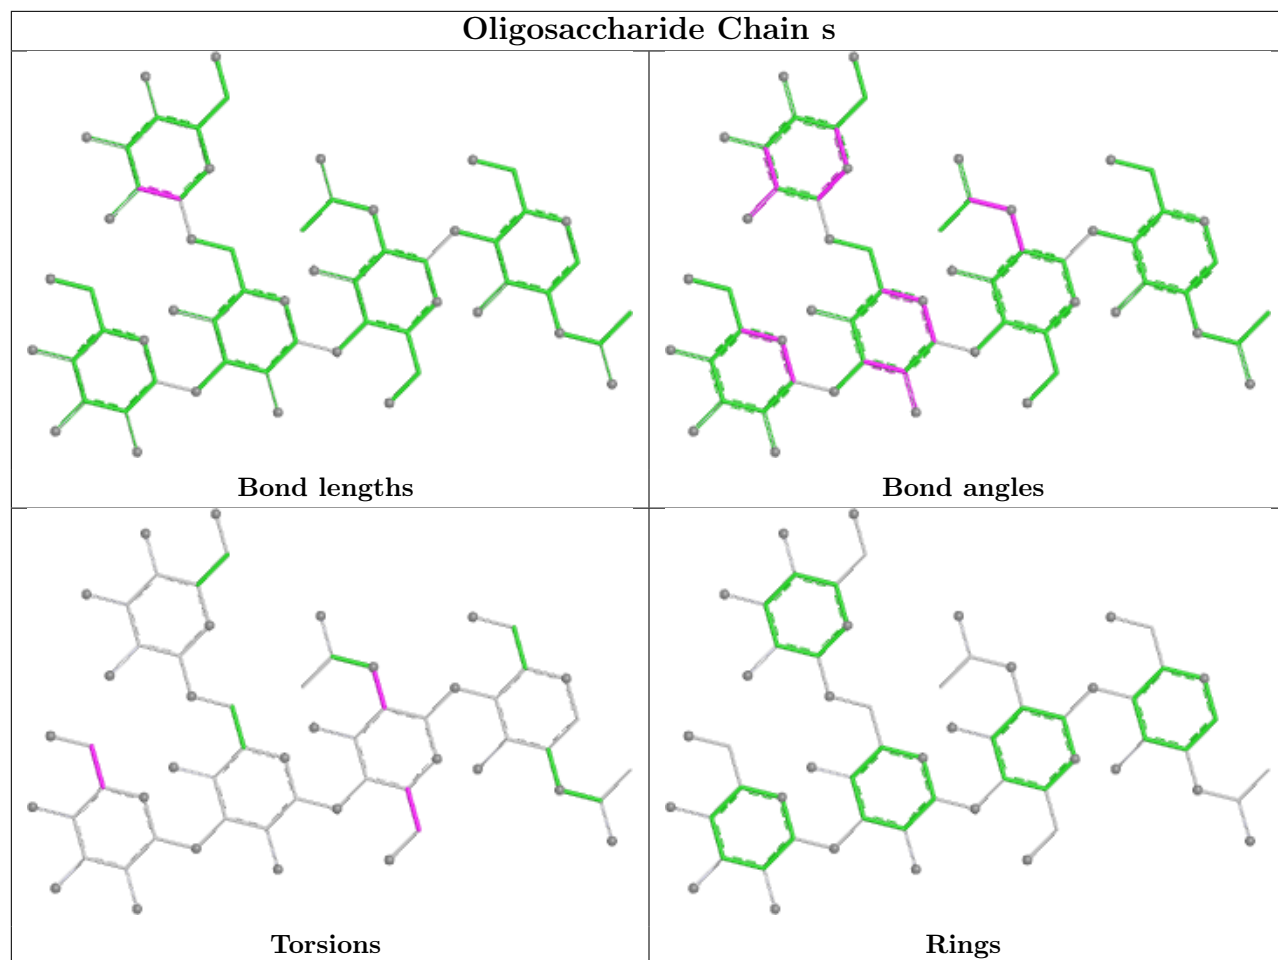 Oligosaccharide Chain s
Bond lengths
Bond angles
Torsions
Rings